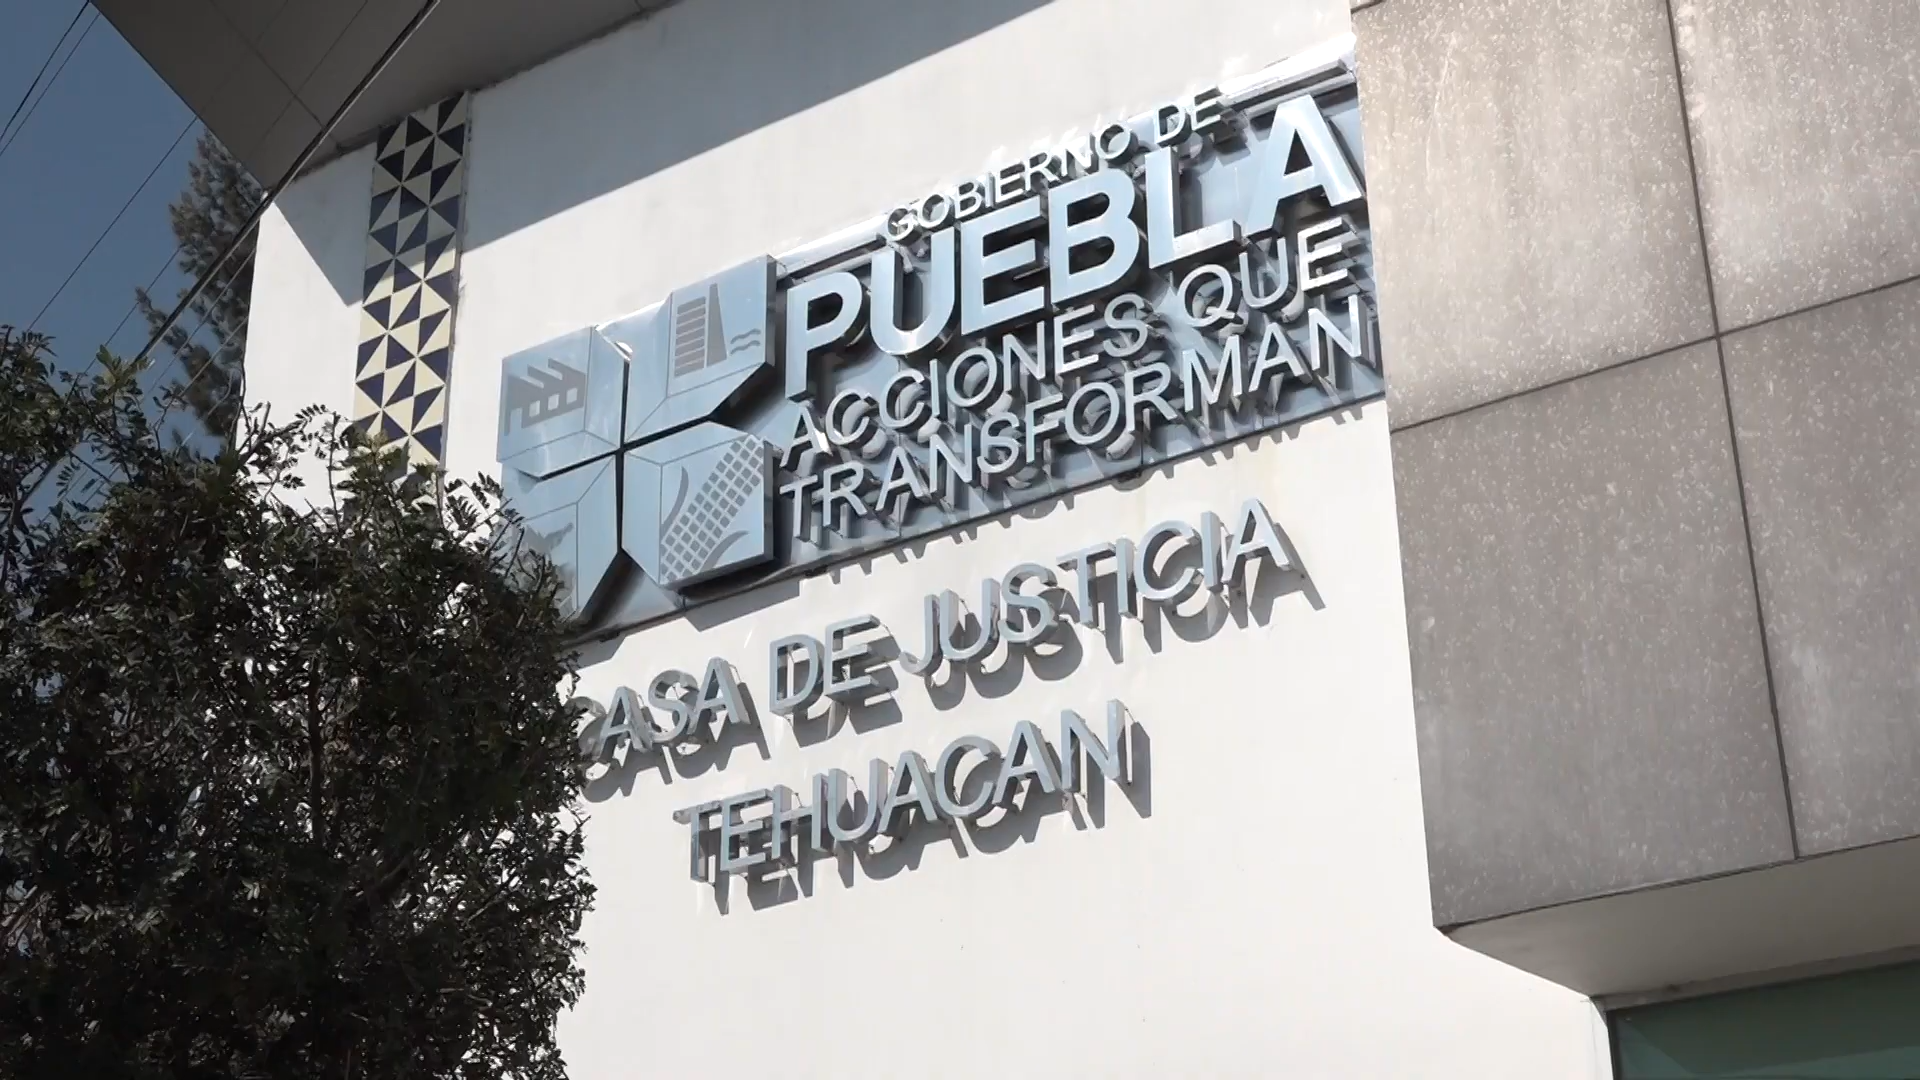 GOBIERNO DE
PUEBLA
ACCIONES QUE
TRANSFORMAN
CASA DE JUSTICIA
TEHUACAN